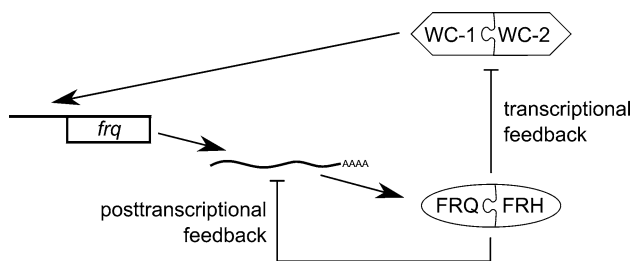 WC-1 WC-2
transcriptional
feedback
frq
AAAA
posttranscriptional
feedback
FRQ FRH